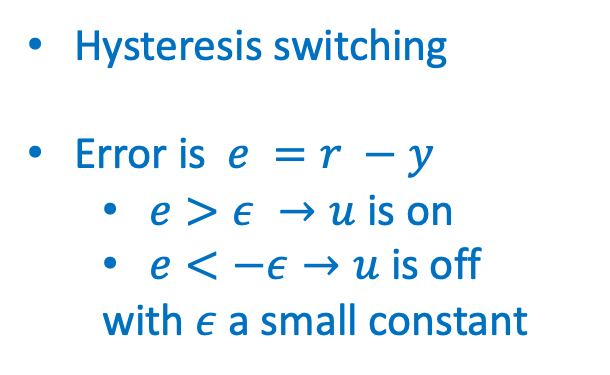 • Hysteresis switching
• Error is e = r − y
• e > ϵ → u is on
• e < −ϵ → u is off
with ϵ a small constant